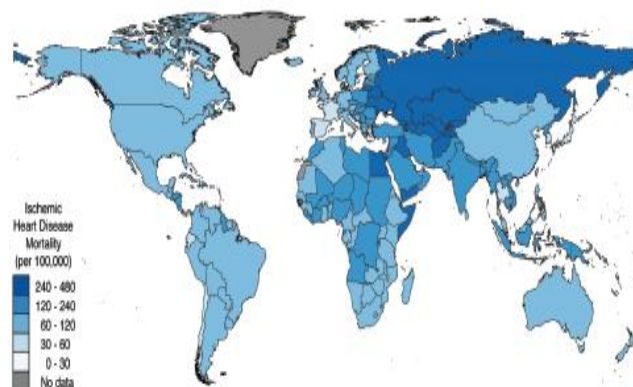 Ischemic
Heart Disease
Mortality
(per 100,000)
240 - 480
120 - 240
60 - 120
30 - 60
0 - 30
No data